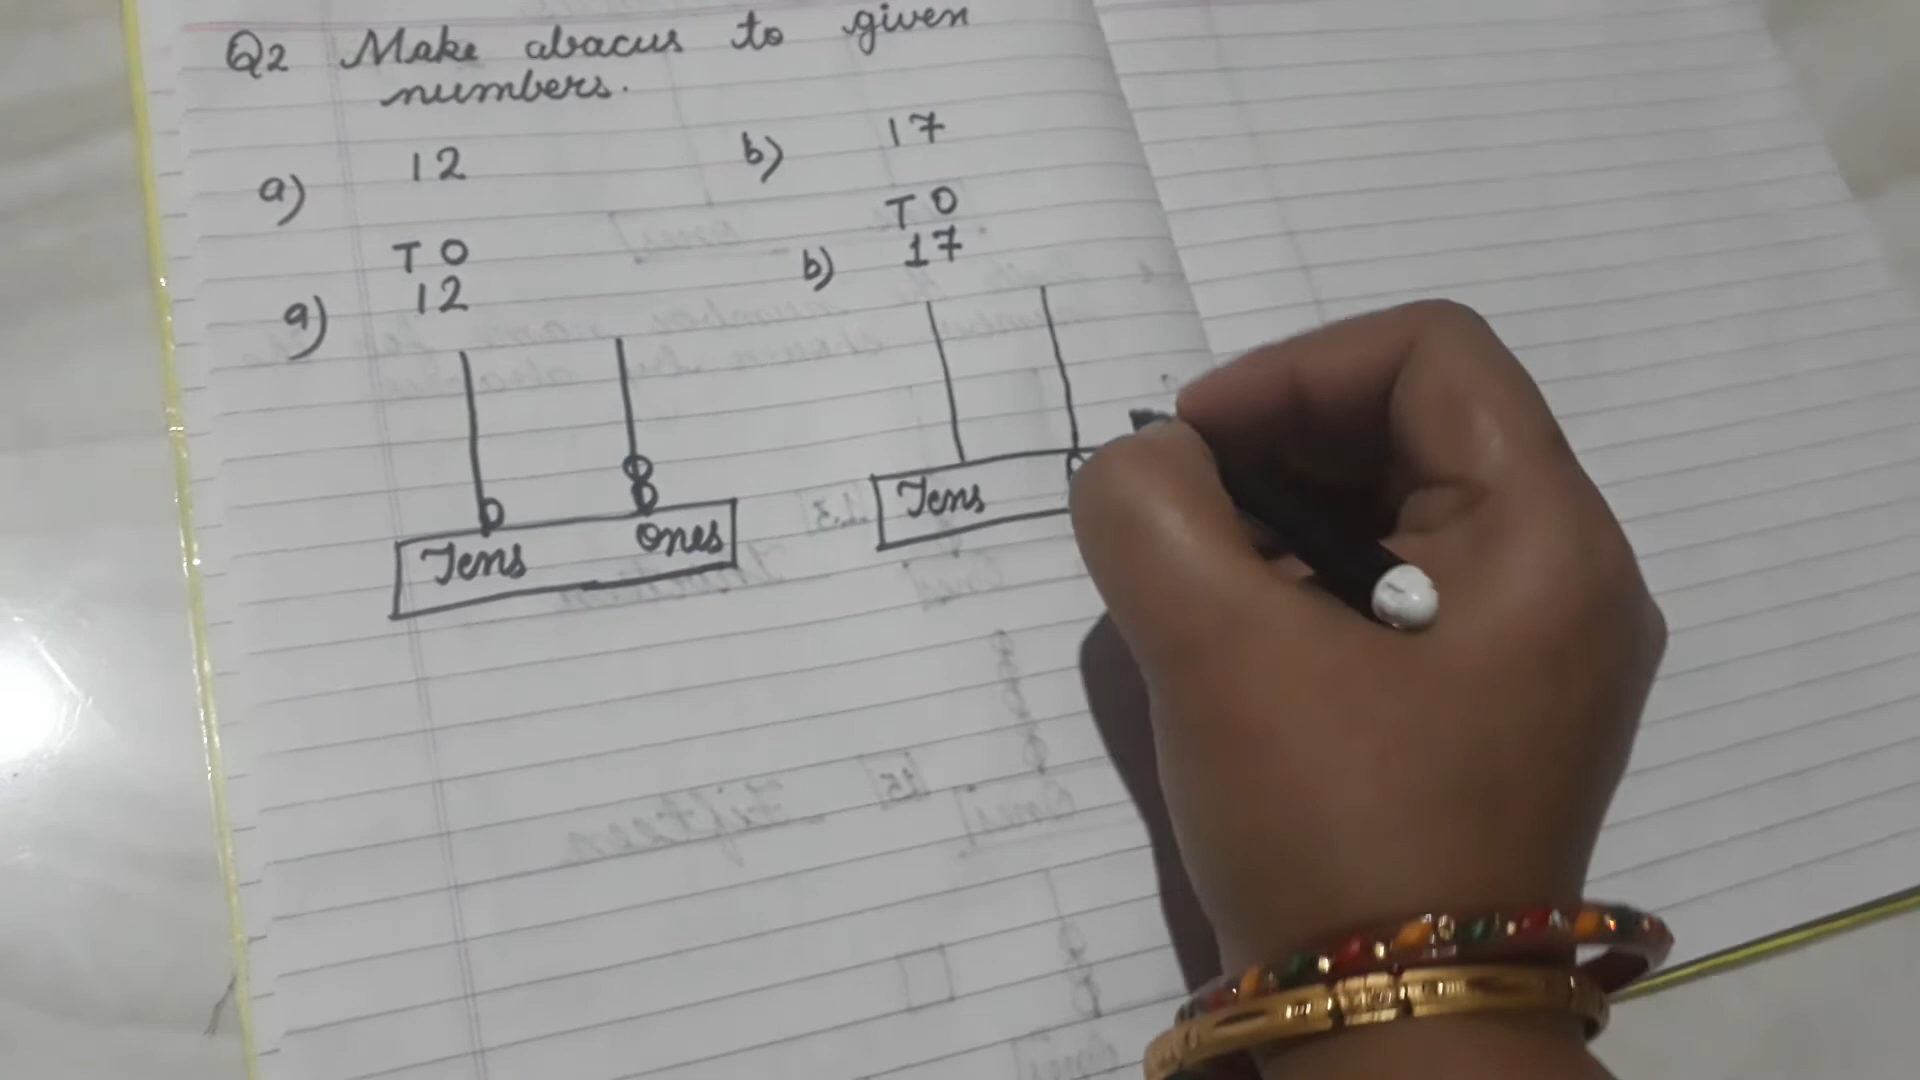 Q2 Make abacus to given
numbers.
a) 12 b) 17
T O T O
a) 12 b) 17
Tens Ones Tens